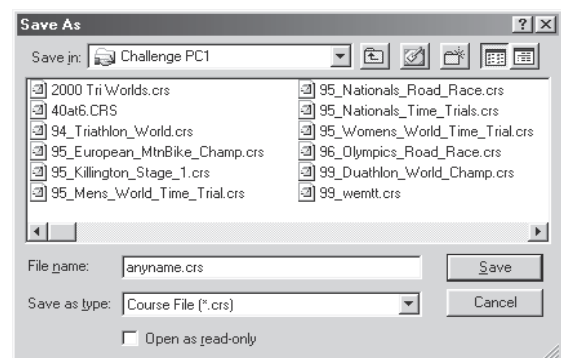 Save As
Save in: Challenge PC1
2000 Tri Worlds.crs
40at6.CRS
94_Triathlon_World.crs
95_European_MtnBike_Champ.crs
95_Killington_Stage_1.crs
95_Mens_World_Time_Trial.crs
95_Nationals_Road_Race.crs
95_Nationals_Time_Trials.crs
95_Womens_World_Time_Trial.crs
96_Olympics_Road_Race.crs
99_Duathlon_World_Champ.crs
99_wemtt.crs
File name: anyname.crs Save
Save as type: Course File (*.crs) Cancel
Open as read-only